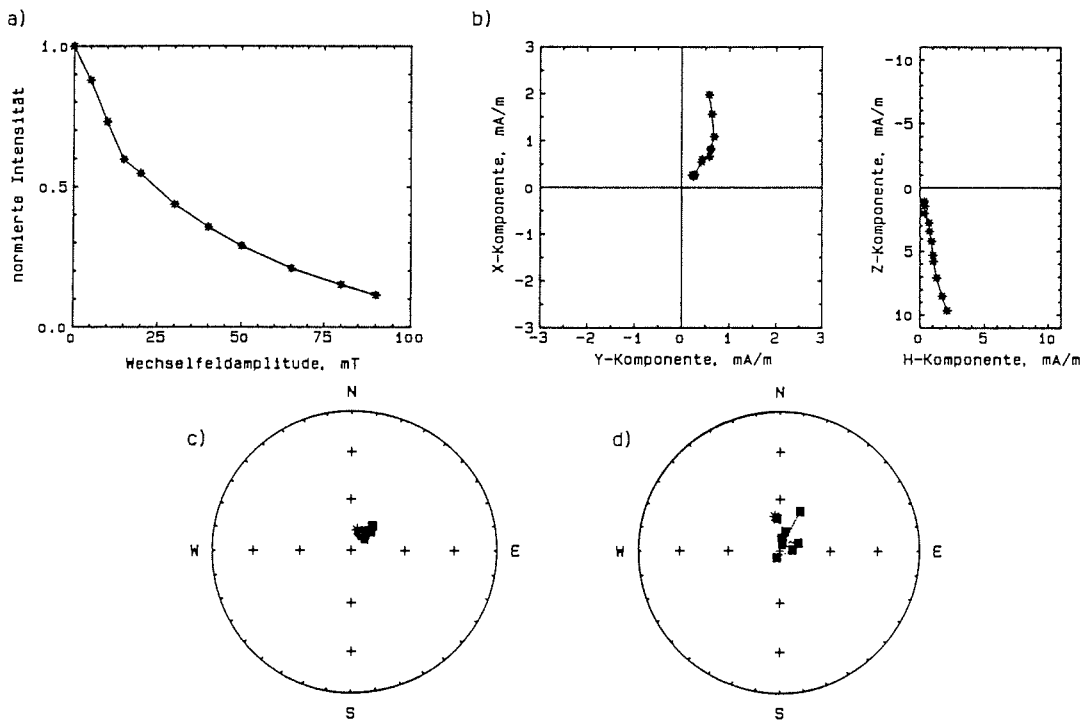 a)
b)
1.0
0.5
0.0
normierte Intensität
0
25
50
75
100
Wechselfeldamplitude, mT
3
2
1
0
-1
-2
-3
X-Komponente, mA/m
-3
-2
-1
0
1
2
3
Y-Komponente, mA/m
-10
-5
0
5
10
Z-Komponente, mA/m
0
5
10
H-Komponente, mA/m
c)
N
W
E
S
d)
N
W
E
S